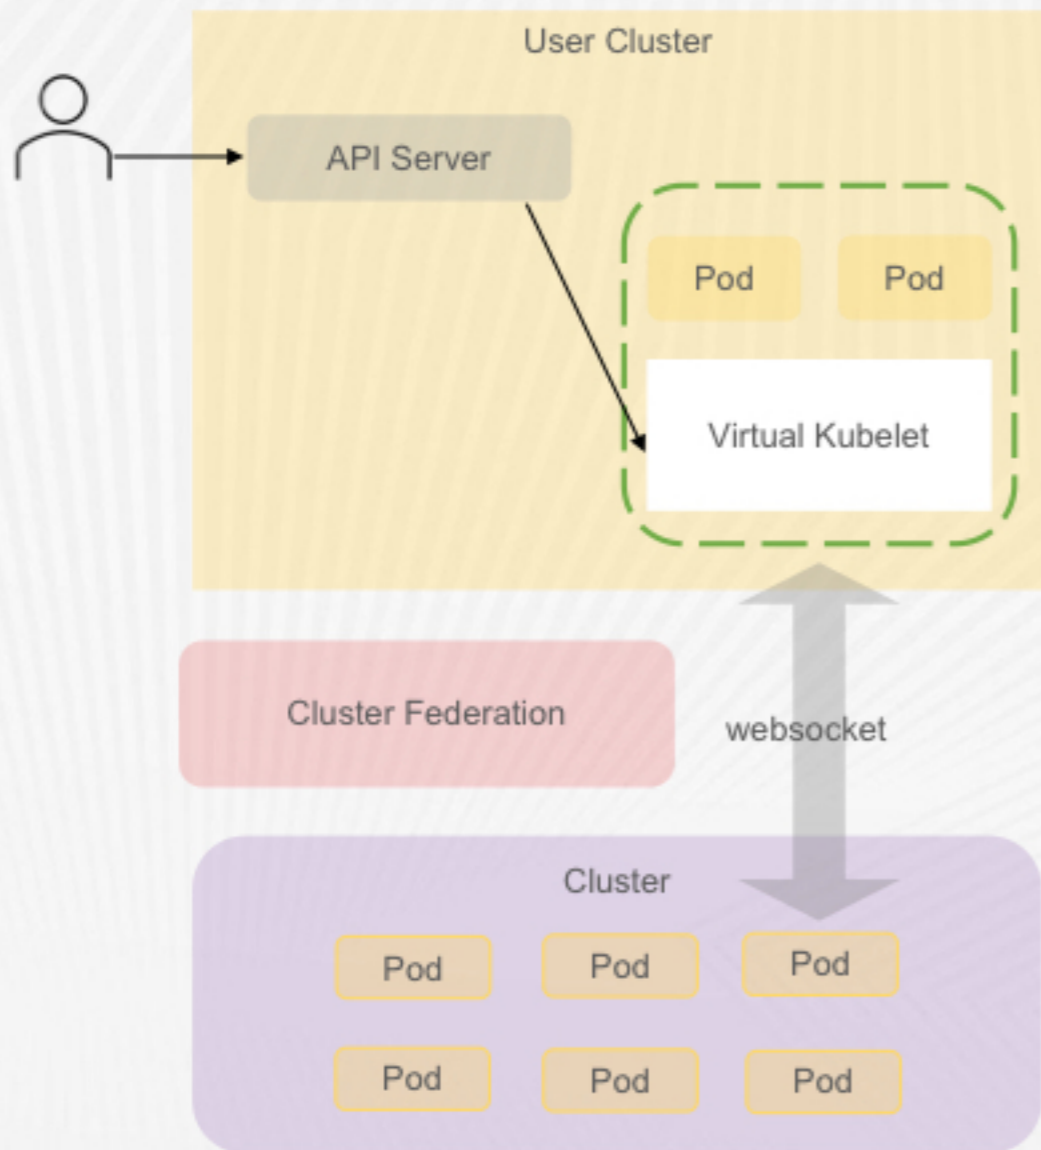 User Cluster
API Server
Pod
Pod
Virtual Kubelet
Cluster Federation
websocket
Cluster
Pod
Pod
Pod
Pod
Pod
Pod